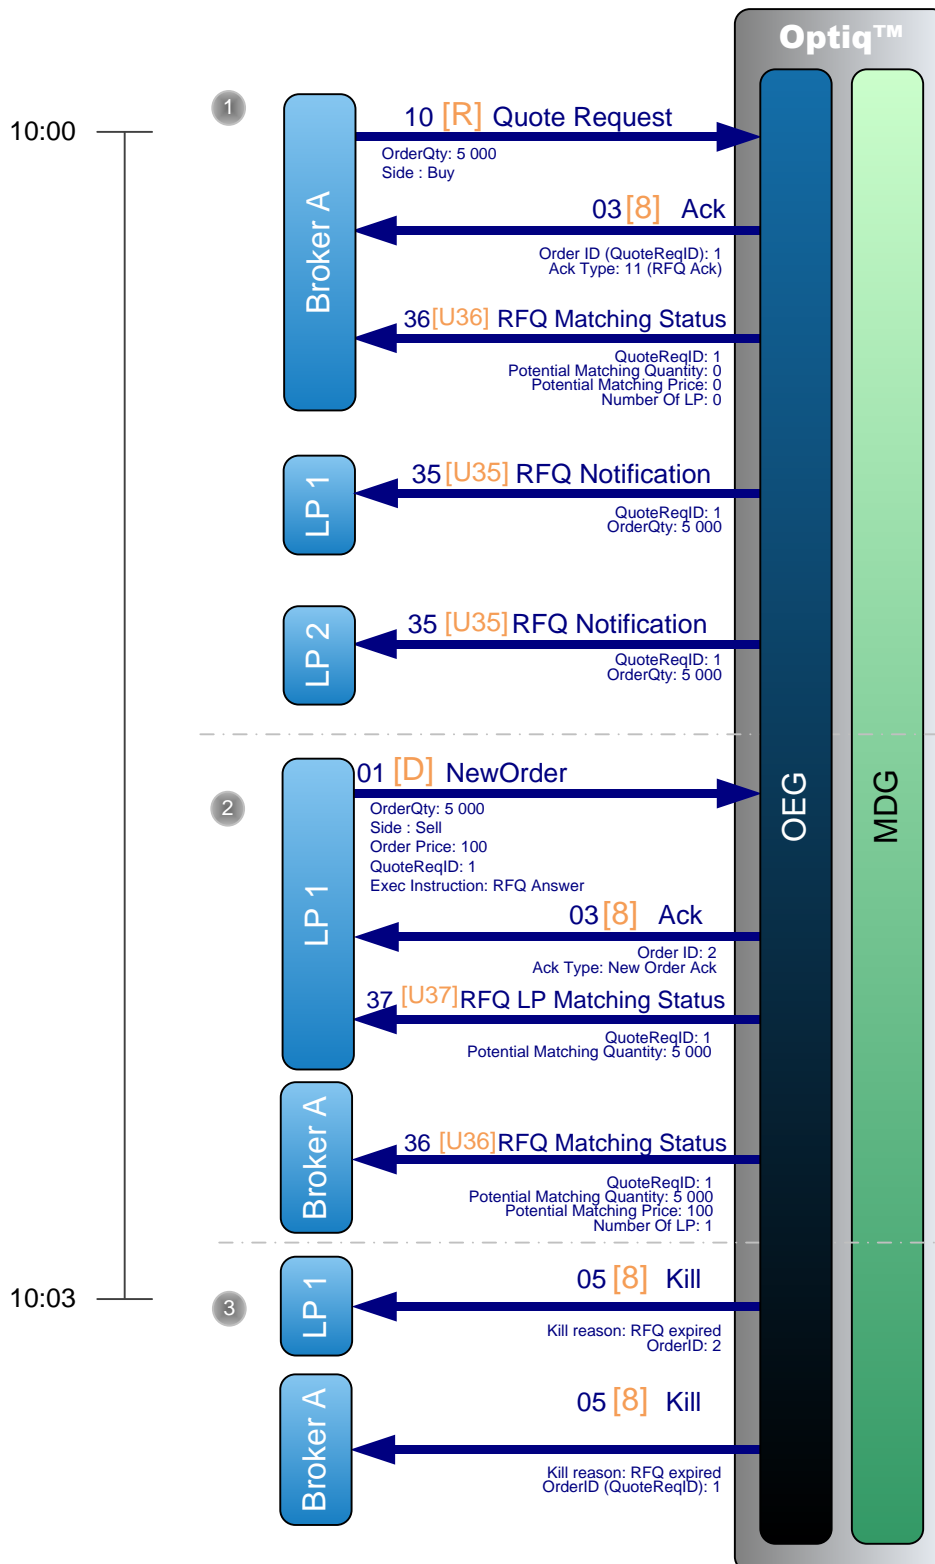 Optiq™
1
10:00
Broker A
10 [R] Quote Request
OrderQty: 5 000
Side : Buy
03 [8] Ack
Order ID (QuoteReqID): 1
Ack Type: 11 (RFQ Ack)
36 [U36] RFQ Matching Status
QuoteReqID: 1
Potential Matching Quantity: 0
Potential Matching Price: 0
Number Of LP: 0
LP 1
35 [U35] RFQ Notification
QuoteReqID: 1
OrderQty: 5 000
LP 2
35 [U35] RFQ Notification
QuoteReqID: 1
OrderQty: 5 000
OEG
MDG
2
LP 1
01 [D] NewOrder
OrderQty: 5 000
Side : Sell
Order Price: 100
QuoteReqID: 1
Exec Instruction: RFQ Answer
03 [8] Ack
Order ID: 2
Ack Type: New Order Ack
37 [U37] RFQ LP Matching Status
QuoteReqID: 1
Potential Matching Quantity: 5 000
Broker A
36 [U36] RFQ Matching Status
QuoteReqID: 1
Potential Matching Quantity: 5 000
Potential Matching Price: 100
Number Of LP: 1
10:03
3
LP 1
05 [8] Kill
Kill reason: RFQ expired
OrderID: 2
Broker A
05 [8] Kill
Kill reason: RFQ expired
OrderID (QuoteReqID): 1